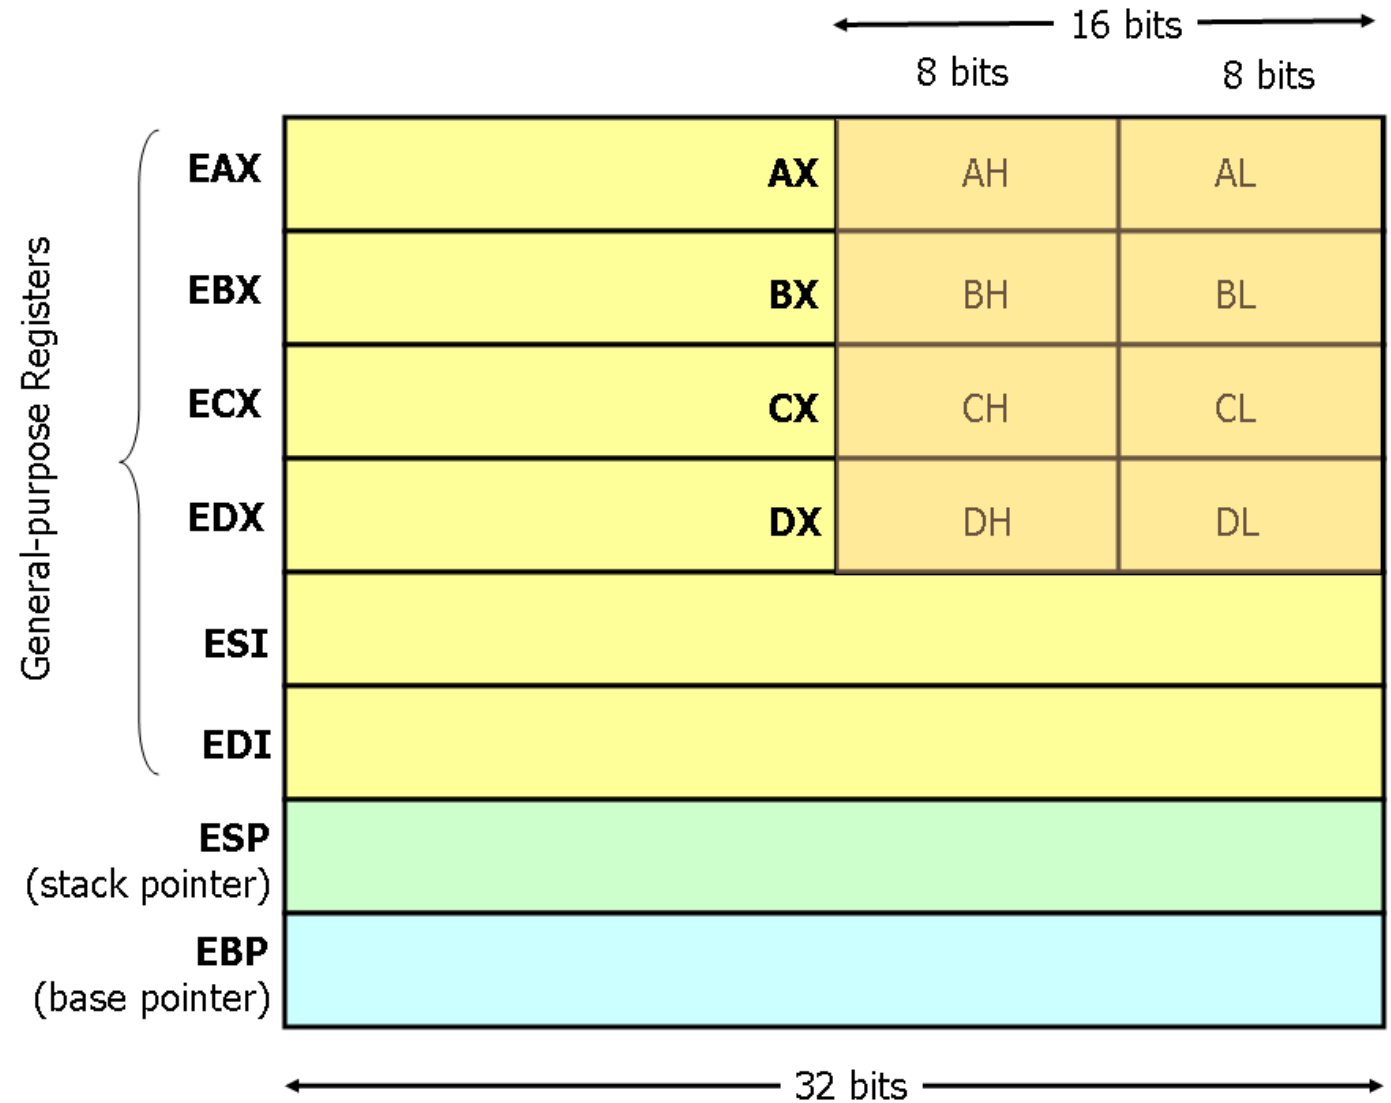 16 bits
8 bits 8 bits
General-purpose Registers
EAX AX AH AL
EBX BX BH BL
ECX CX CH CL
EDX DX DH DL
ESI
EDI
ESP
(stack pointer)
EBP
(base pointer)
32 bits